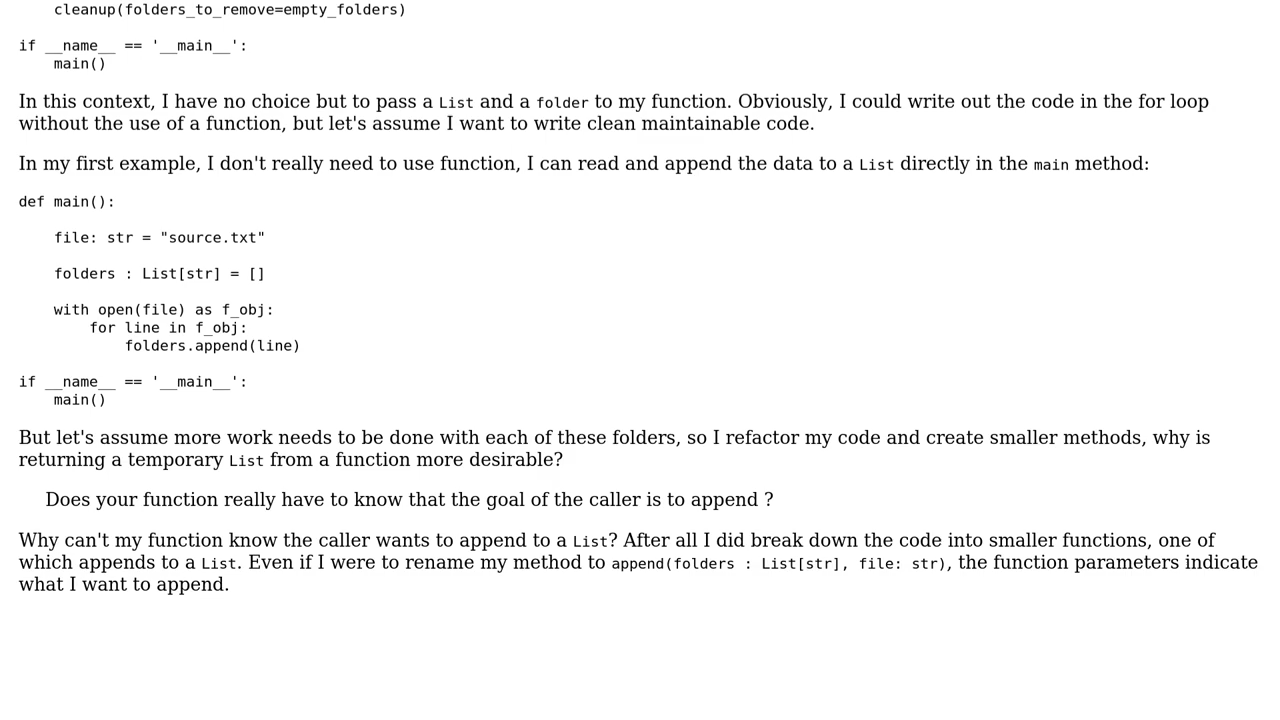 cleanup(folders_to_remove=empty_folders)
if __name__ == '__main__':
main()
In this context, I have no choice but to pass a List and a folder to my function. Obviously, I could write out the code in the for loop
without the use of a function, but let's assume I want to write clean maintainable code.
In my first example, I don't really need to use function, I can read and append the data to a List directly in the main method:
def main():
file: str = "source.txt"
folders : List[str] = []
with open(file) as f_obj:
for line in f_obj:
folders.append(line)
if __name__ == '__main__':
main()
But let's assume more work needs to be done with each of these folders, so I refactor my code and create smaller methods, why is
returning a temporary List from a function more desirable?
Does your function really have to know that the goal of the caller is to append ?
Why can't my function know the caller wants to append to a List? After all I did break down the code into smaller functions, one of
which appends to a List. Even if I were to rename my method to append(folders : List[str], file: str), the function parameters indicate
what I want to append.